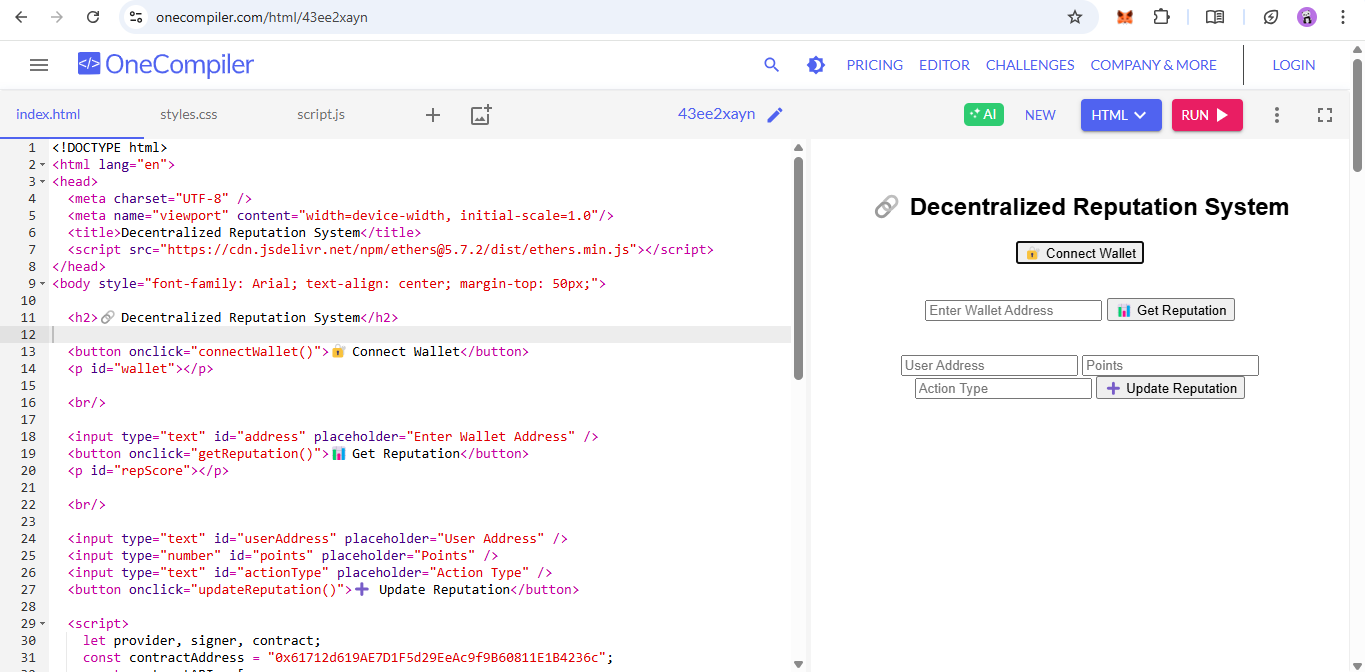 onecompiler.com/html/43ee2xayn
</> OneCompiler
PRICING EDITOR CHALLENGES COMPANY & MORE LOGIN
index.html styles.css script.js
43ee2xayn
AI NEW HTML RUN
1 <!DOCTYPE html>
2 <html lang="en">
3 <head>
4 <meta charset="UTF-8" />
5 <meta name="viewport" content="width=device-width, initial-scale=1.0"/>
6 <title>Decentralized Reputation System</title>
7 <script src="https://cdn.jsdelivr.net/npm/ethers@5.7.2/dist/ethers.min.js"></script>
8 </head>
9 <body style="font-family: Arial; text-align: center; margin-top: 50px;">
10
11 <h2>🔗 Decentralized Reputation System</h2>
12
13 <button onclick="connectWallet()">🔐 Connect Wallet</button>
14 <p id="wallet"></p>
15
16 <br/>
17
18 <input type="text" id="address" placeholder="Enter Wallet Address" />
19 <button onclick="getReputation()">📊 Get Reputation</button>
20 <p id="repScore"></p>
21
22 <br/>
23
24 <input type="text" id="userAddress" placeholder="User Address" />
25 <input type="number" id="points" placeholder="Points" />
26 <input type="text" id="actionType" placeholder="Action Type" />
27 <button onclick="updateReputation()">➕ Update Reputation</button>
28
29 <script>
30 let provider, signer, contract;
31 const contractAddress = "0x61712d619AE7D1F5d29EeAc9f9B60811E1B4236c";
🔗 Decentralized Reputation System
🔐 Connect Wallet
Enter Wallet Address 📊 Get Reputation
User Address Points
Action Type ➕ Update Reputation